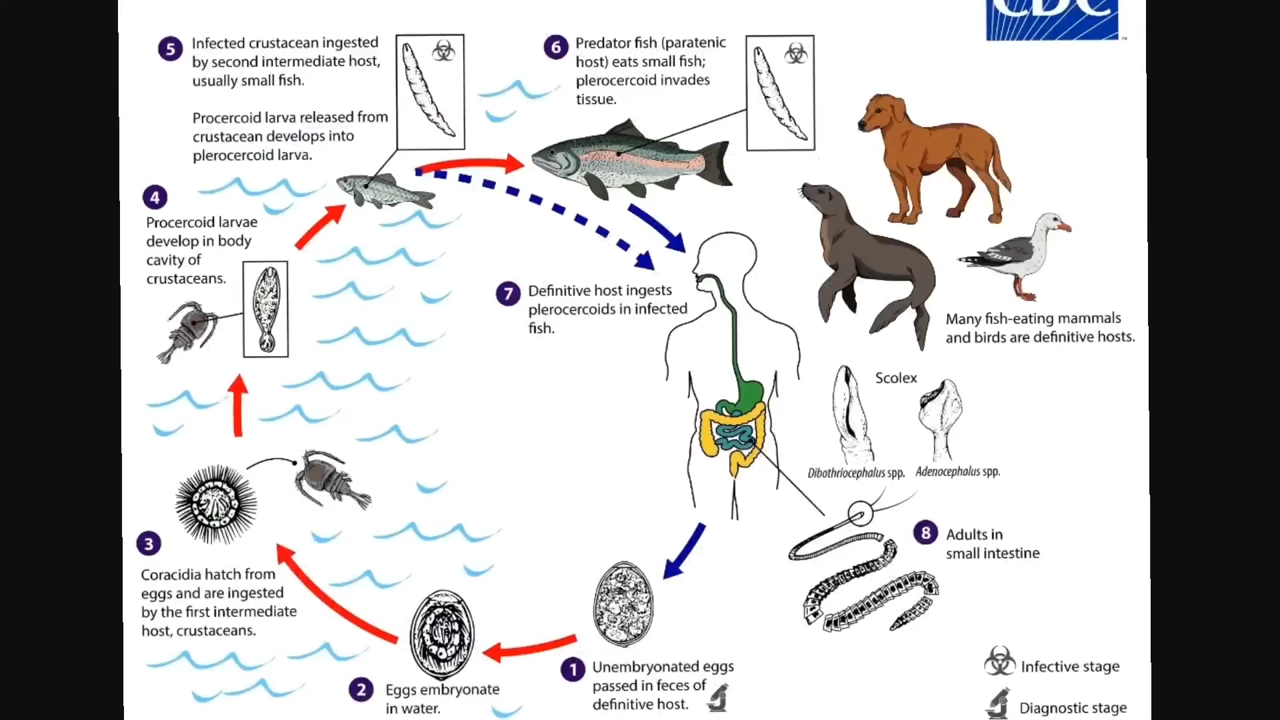 CDC
5
Infected crustacean ingested
by second intermediate host,
usually small fish.
Procercoid larva released from
crustacean develops into
plerocercoid larva.
6
Predator fish (paratenic
host) eats small fish;
plerocercoid invades
tissue.
4
Procercoid larvae
develop in body
cavity of
crustaceans.
7
Definitive host ingests
plerocercoids in infected
fish.
Many fish-eating mammals
and birds are definitive hosts.
Scolex
Dibothriocephalus spp.
Adenocephalus spp.
8
Adults in
small intestine
3
Coracidia hatch from
eggs and are ingested
by the first intermediate
host, crustaceans.
2
Eggs embryonate
in water.
1
Unembryonated eggs
passed in feces of
definitive host.
Infective stage
Diagnostic stage